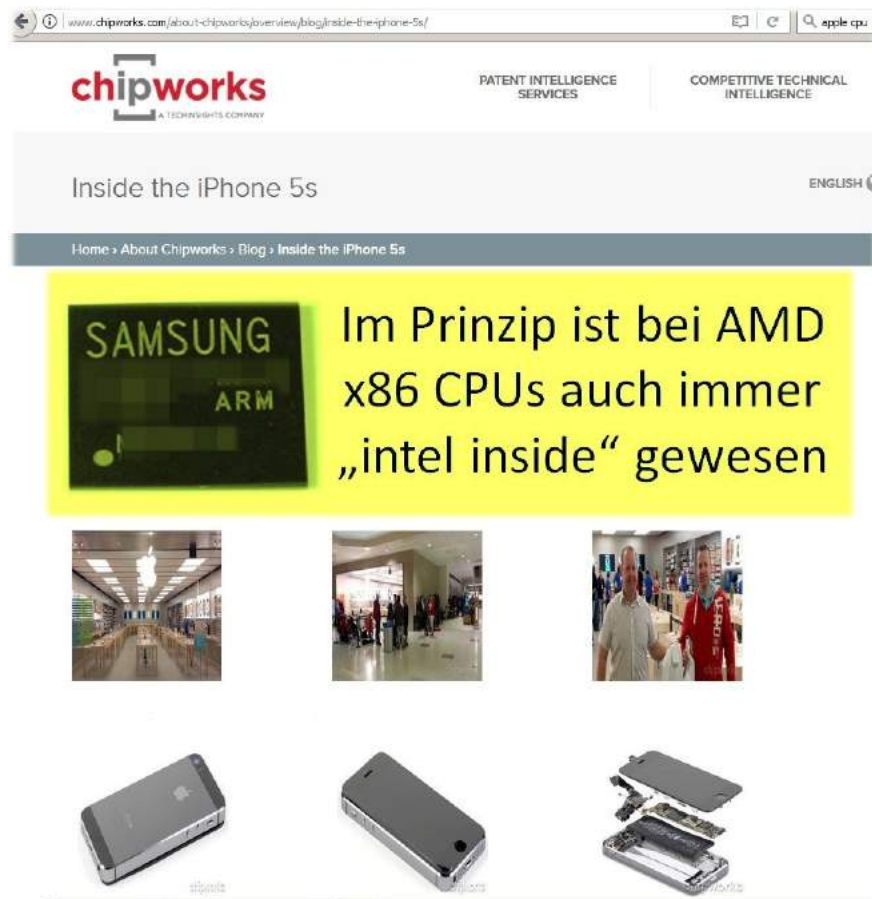 www.chipworks.com/about-chipworks/overview/blog/inside-the-iphone-5s/
apple cpu
chipworks
A TECHINSIGHTS COMPANY
PATENT INTELLIGENCE
SERVICES
COMPETITIVE TECHNICAL
INTELLIGENCE
Inside the iPhone 5s
ENGLISH
Home › About Chipworks › Blog › Inside the iPhone 5s
SAMSUNG
ARM
Im Prinzip ist bei AMD
x86 CPUs auch immer
„intel inside“ gewesen
chipworks